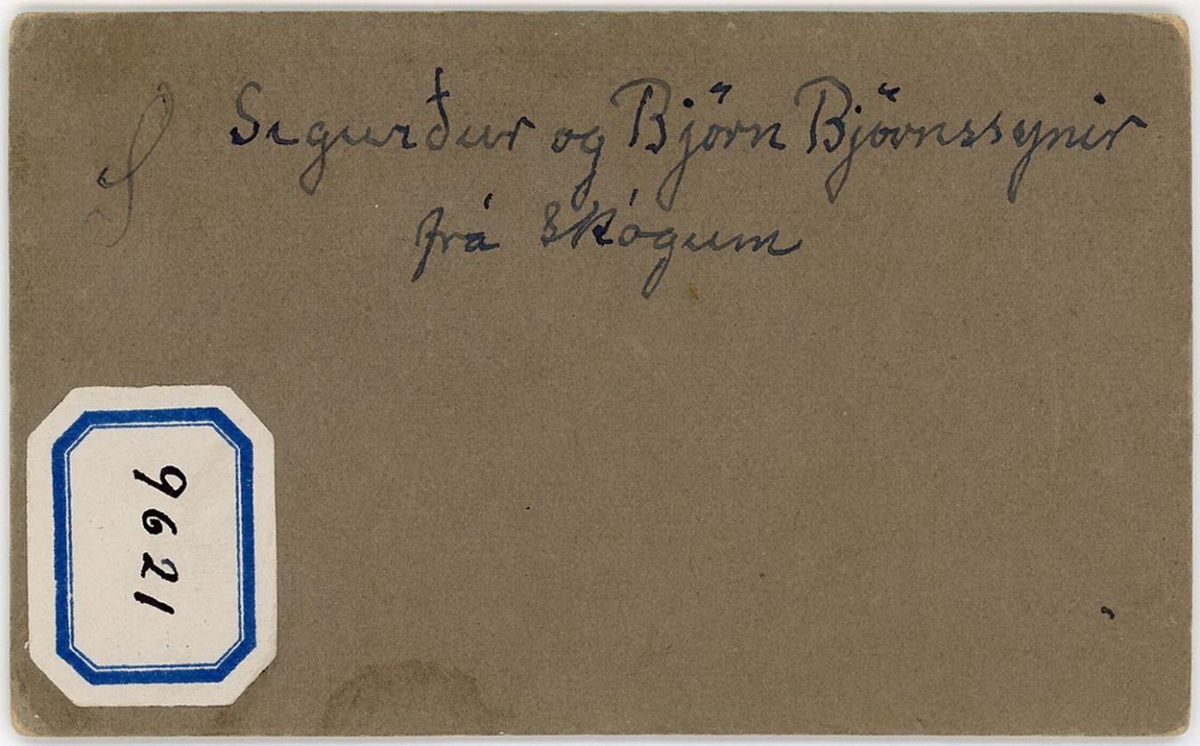 Sigurður og Björn Björnssynir
frá Skógum
9621